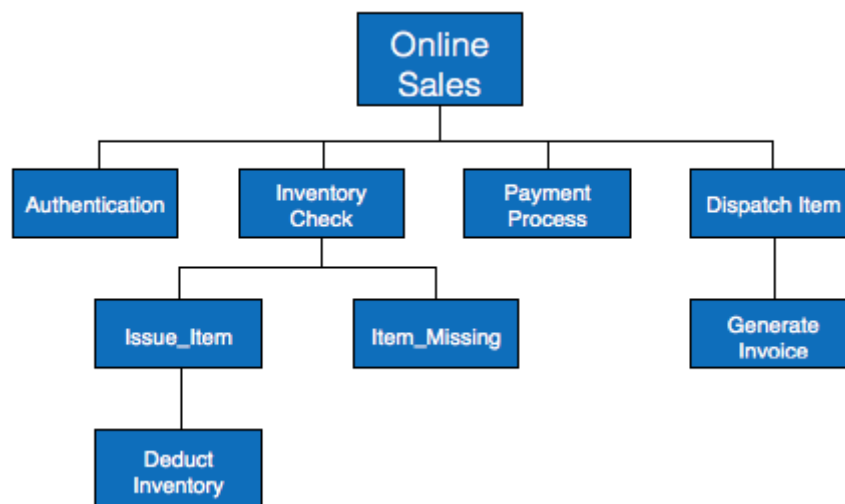 Online
Sales
Authentication
Inventory
Check
Payment
Process
Dispatch Item
Issue_Item
Item_Missing
Generate
Invoice
Deduct
Inventory